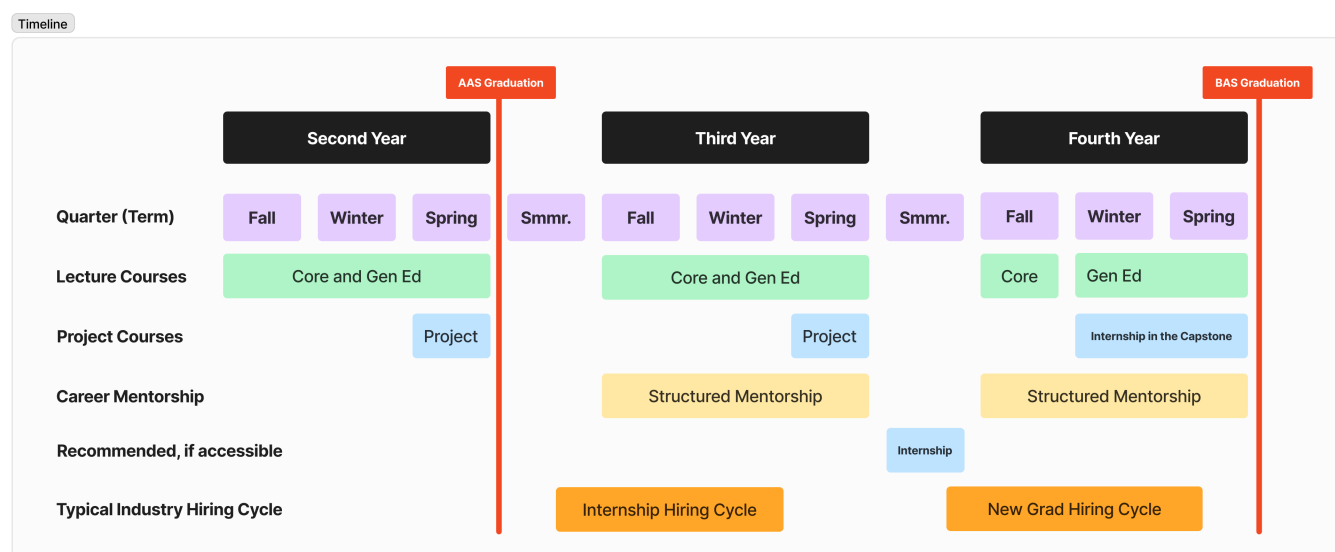 Timeline
AAS Graduation
BAS Graduation
Second Year
Third Year
Fourth Year
Quarter (Term)
Fall
Winter
Spring
Smmr.
Fall
Winter
Spring
Smmr.
Fall
Winter
Spring
Lecture Courses
Core and Gen Ed
Core and Gen Ed
Core
Gen Ed
Project Courses
Project
Project
Internship in the Capstone
Career Mentorship
Structured Mentorship
Structured Mentorship
Recommended, if accessible
Internship
Typical Industry Hiring Cycle
Internship Hiring Cycle
New Grad Hiring Cycle